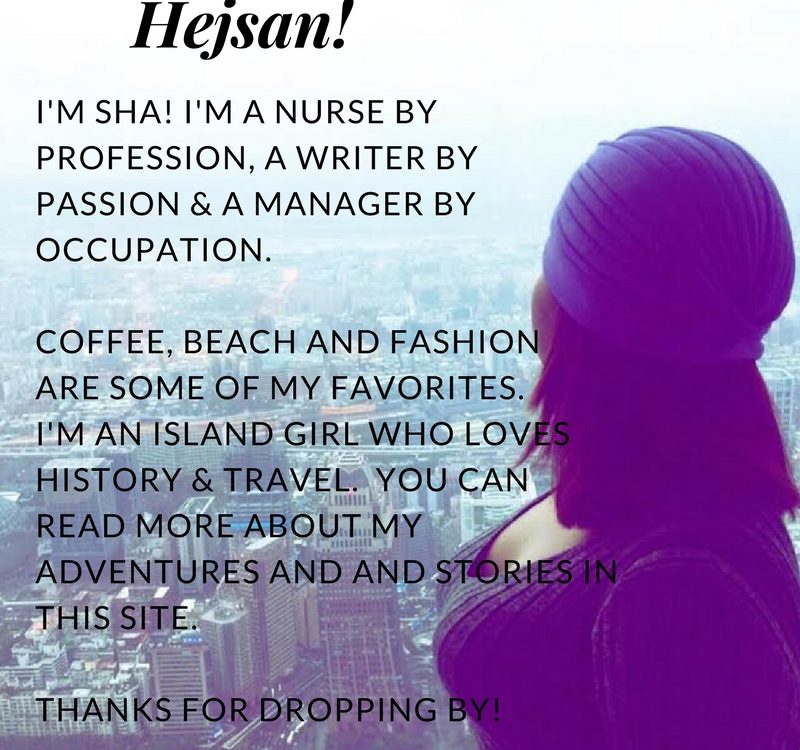 Hejsan!
I'M SHA! I'M A NURSE BY
PROFESSION, A WRITER BY
PASSION & A MANAGER BY
OCCUPATION.
COFFEE, BEACH AND FASHION
ARE SOME OF MY FAVORITES.
I'M AN ISLAND GIRL WHO LOVES
HISTORY & TRAVEL. YOU CAN
READ MORE ABOUT MY
ADVENTURES AND AND STORIES IN
THIS SITE.
THANKS FOR DROPPING BY!